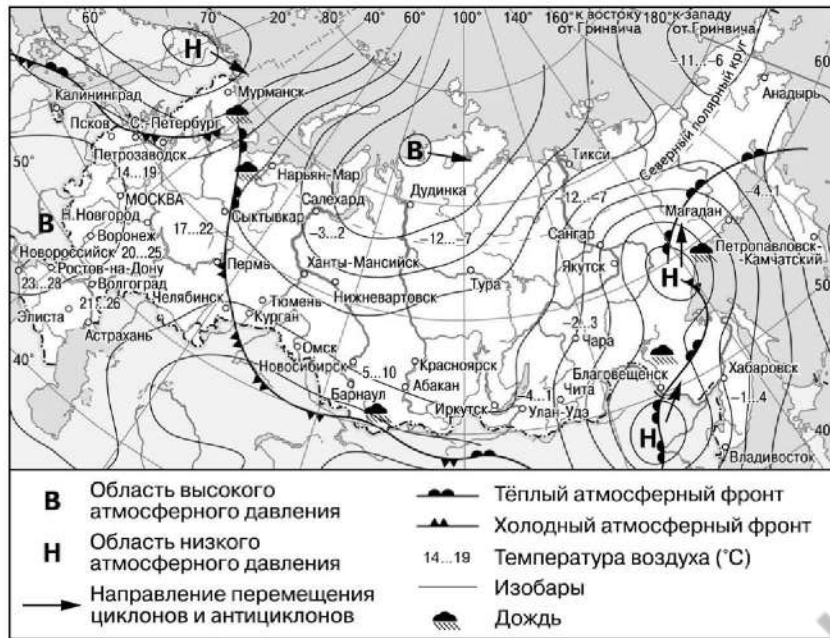 70° 20° 30° 40° 60° 80° 100° 120° 140° 160° к востоку от Гринвича 180° к западу от Гринвича
60°
Н
Мурманск
-11...-6
60°
Калининград
Анадырь
Псков
С.-Петербург
Северный полярный круг
50°
Петрозаводск
В
Тикси
14...19
Нарьян-Мар
МОСКВА
Салехард
Дудинка
-12...-7
-4...1
Н.Новгород
Сыктывкар
Магадан
В
17...22
-3...2
-12...-7
Сангар
Воронеж
Новороссийск
20...25
Петропавловск-Камчатский
Ростов-на-Дону
Пермь
Ханты-Мансийск
Якутск
Н
23...28
Волгоград
Тура
50°
21...26
Челябинск
Тюмень
Нижневартовск
Элиста
Курган
-2...3
Астрахань
Омск
Чара
40°
Новосибирск
5...10
Красноярск
Благовещенск
Хабаровск
Барнаул
Абакан
-4...1
Чита
-1...4
Иркутск
Улан-Удэ
Н
40°
Владивосток
В Область высокого атмосферного давления
Н Область низкого атмосферного давления
Направление перемещения циклонов и антициклонов
Тёплый атмосферный фронт
Холодный атмосферный фронт
14...19 Температура воздуха (°С)
Изобары
Дождь